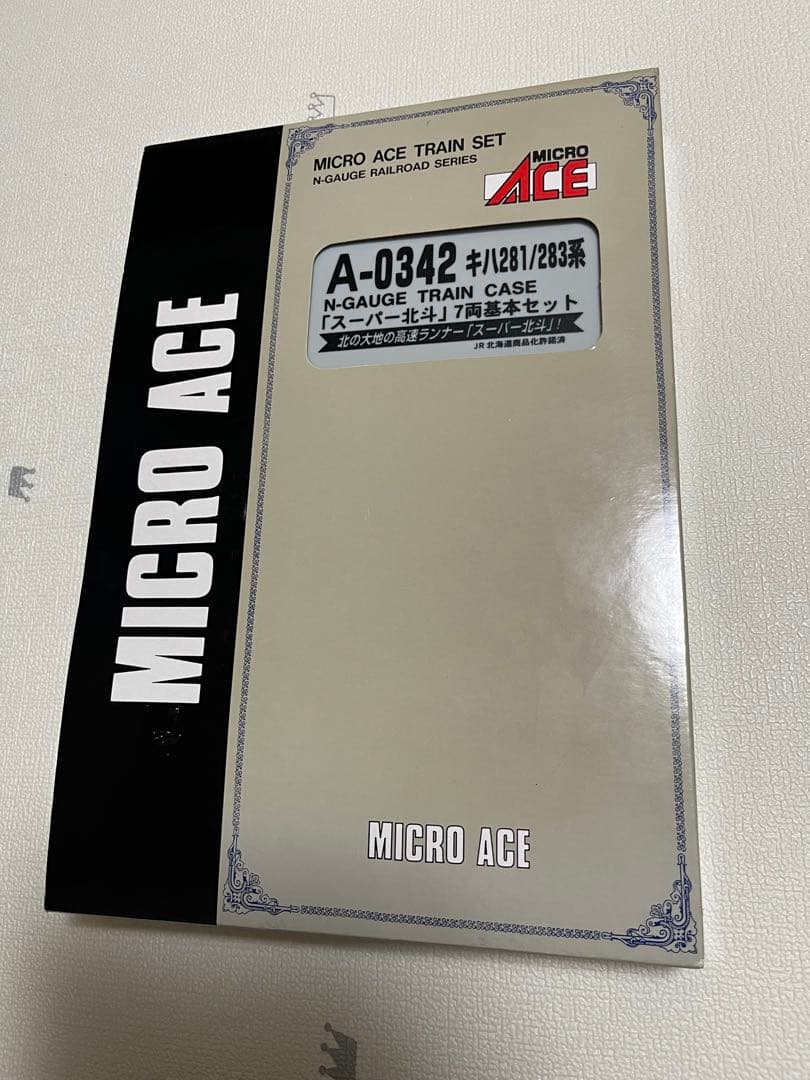 MICRO ACE
MICRO ACE TRAIN SET
N-GAUGE RAILROAD SERIES
MICRO
ACE
A-0342 キハ281/283系
N-GAUGE TRAIN CASE
「スーパー北斗」7両基本セット
北の大地の高速ランナー「スーパー北斗」!
JR北海道商品化許諾済
MICRO ACE